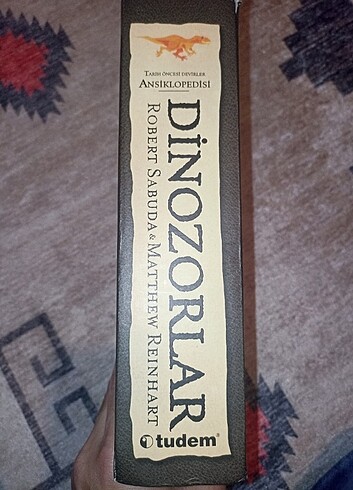 TARİH ÖNCESİ DEVİRLER
ANSİKLOPEDİSİ
DİNOZORLAR
ROBERT SABUDA & MATTHEW REINHART
tudem®